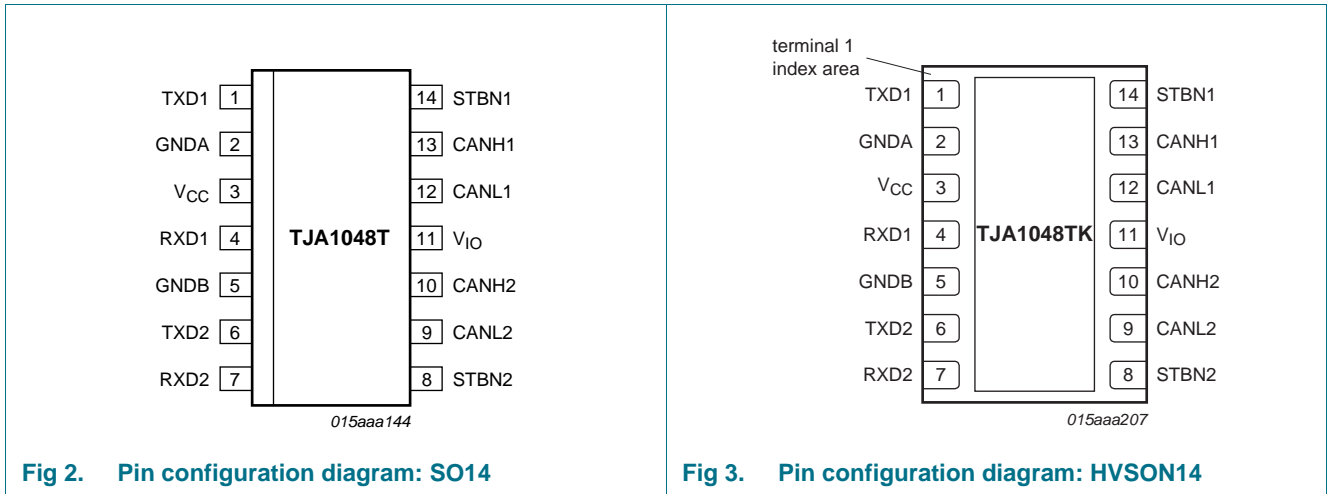 TXD1 1
GNDA 2
VCC 3
RXD1 4
GNDB 5
TXD2 6
RXD2 7
TJA1048T
14 STBN1
13 CANH1
12 CANL1
11 VIO
10 CANH2
9 CANL2
8 STBN2
015aaa144
Fig 2. Pin configuration diagram: SO14
terminal 1
index area
TXD1 1
GNDA 2
VCC 3
RXD1 4
GNDB 5
TXD2 6
RXD2 7
TJA1048TK
14 STBN1
13 CANH1
12 CANL1
11 VIO
10 CANH2
9 CANL2
8 STBN2
015aaa207
Fig 3. Pin configuration diagram: HVSON14